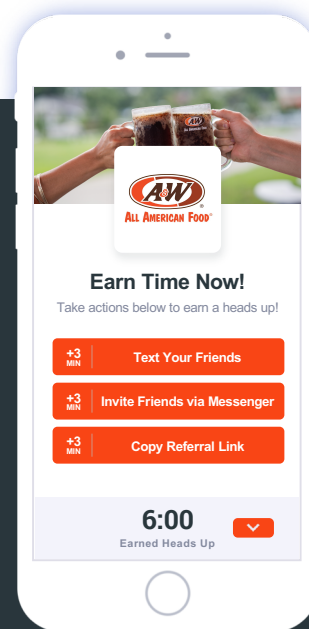 A&W
A&W
ALL AMERICAN FOOD®
Earn Time Now!
Take actions below to earn a heads up!
+3
MIN
Text Your Friends
+3
MIN
Invite Friends via Messenger
+3
MIN
Copy Referral Link
6:00
Earned Heads Up